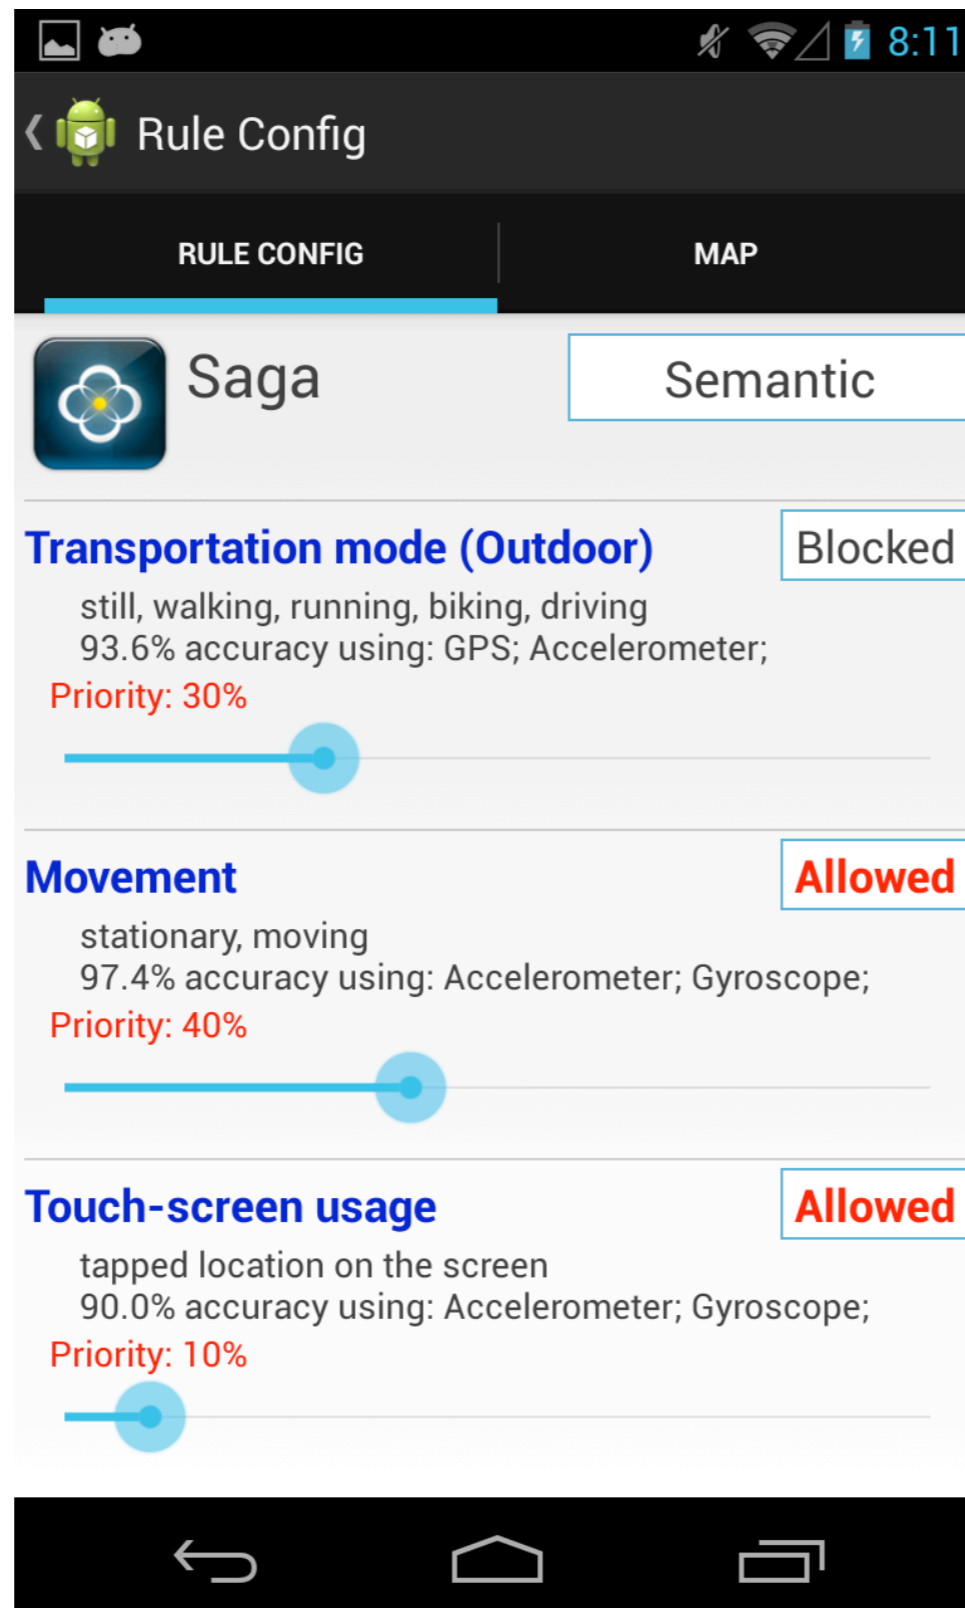 8:11
Rule Config
RULE CONFIG
MAP
Saga
Semantic
Transportation mode (Outdoor)
Blocked
still, walking, running, biking, driving
93.6% accuracy using: GPS; Accelerometer;
Priority: 30%
Movement
Allowed
stationary, moving
97.4% accuracy using: Accelerometer; Gyroscope;
Priority: 40%
Touch-screen usage
Allowed
tapped location on the screen
90.0% accuracy using: Accelerometer; Gyroscope;
Priority: 10%